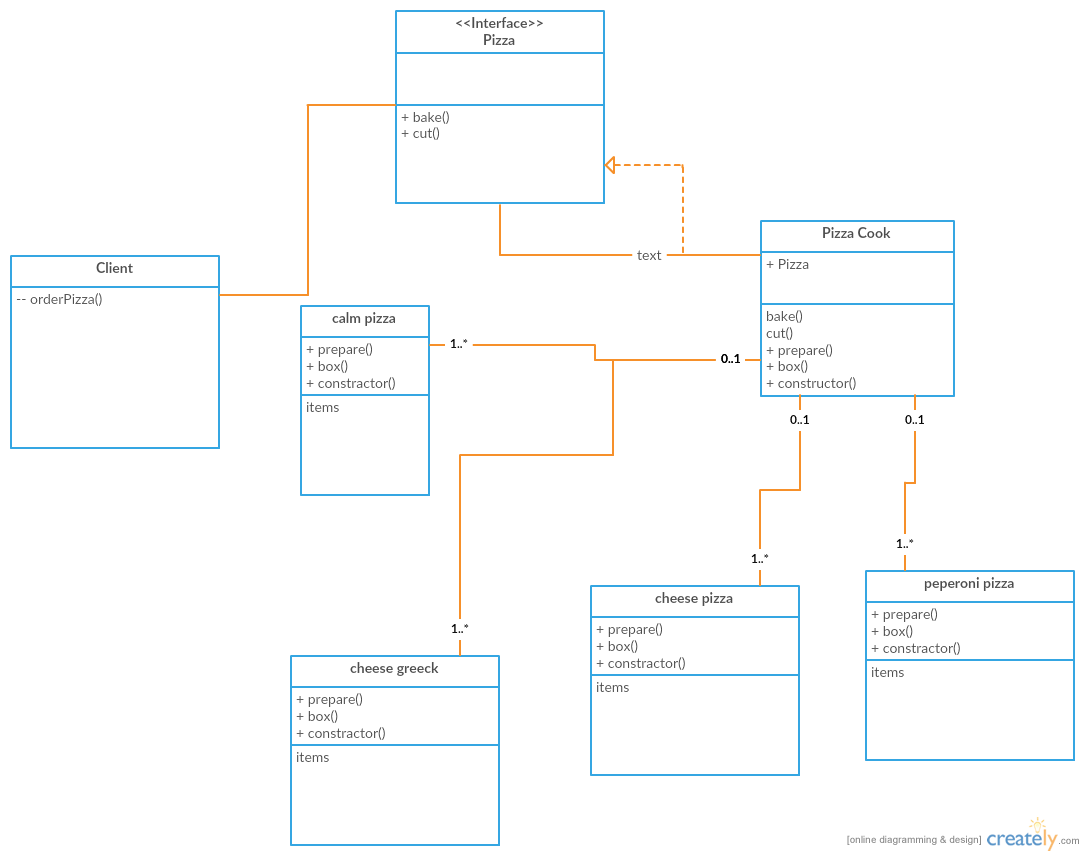 <<Interface>>
Pizza
+ bake()
+ cut()
Pizza Cook
+ Pizza
bake()
cut()
+ prepare()
+ box()
+ constructor()
text
Client
-- orderPizza()
calm pizza
+ prepare()
+ box()
+ constractor()
items
1..*
0..1
0..1
0..1
1..*
1..*
1..*
peperoni pizza
+ prepare()
+ box()
+ constractor()
items
cheese pizza
+ prepare()
+ box()
+ constractor()
items
cheese greeck
+ prepare()
+ box()
+ constractor()
items
[online diagramming & design] creately.com